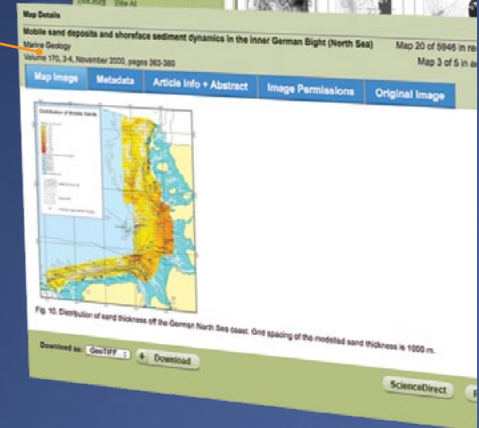 View All
Map Details
Mobile sand deposits and shoreface sediment dynamics in the inner German Bight (North Sea)
Map 20 of 5946 in re
Marine Geology
Map 3 of 5 in a
Volume 170, 3-4, November 2000, pages 363-380
Map Image
Metadata
Article Info + Abstract
Image Permissions
Original Image
Distribution of Mobile Sands
Fig. 10. Distribution of sand thickness off the German North Sea coast. Grid spacing of the modelled sand thickness is 1000 m.
Download as: GeoTIFF
Download
ScienceDirect